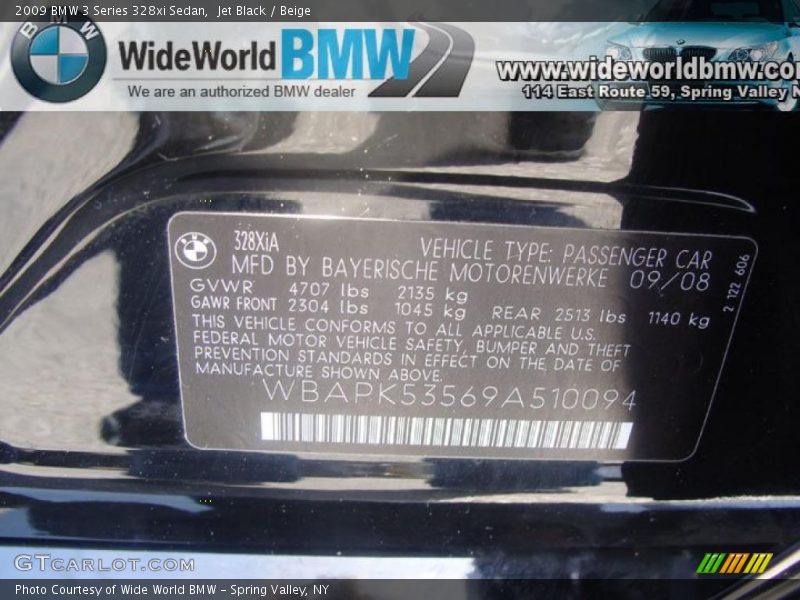 2009 BMW 3 Series 328xi Sedan, Jet Black / Beige
BMW
WideWorld BMW
We are an authorized BMW dealer
www.wideworldbmw.co
114 East Route 59, Spring Valley N
328XiA
VEHICLE TYPE: PASSENGER CAR
MFD BY BAYERISCHE MOTORENWERKE 09/08
GVWR 4707 lbs 2135 kg
GAWR FRONT 2304 lbs 1045 kg REAR 2513 lbs 1140 kg
THIS VEHICLE CONFORMS TO ALL APPLICABLE U.S.
FEDERAL MOTOR VEHICLE SAFETY, BUMPER AND THEFT
PREVENTION STANDARDS IN EFFECT ON THE DATE OF
MANUFACTURE SHOWN ABOVE.
WBAPK53569A510094
2 122 606
GTCARLOT.COM
Photo Courtesy of Wide World BMW - Spring Valley, NY